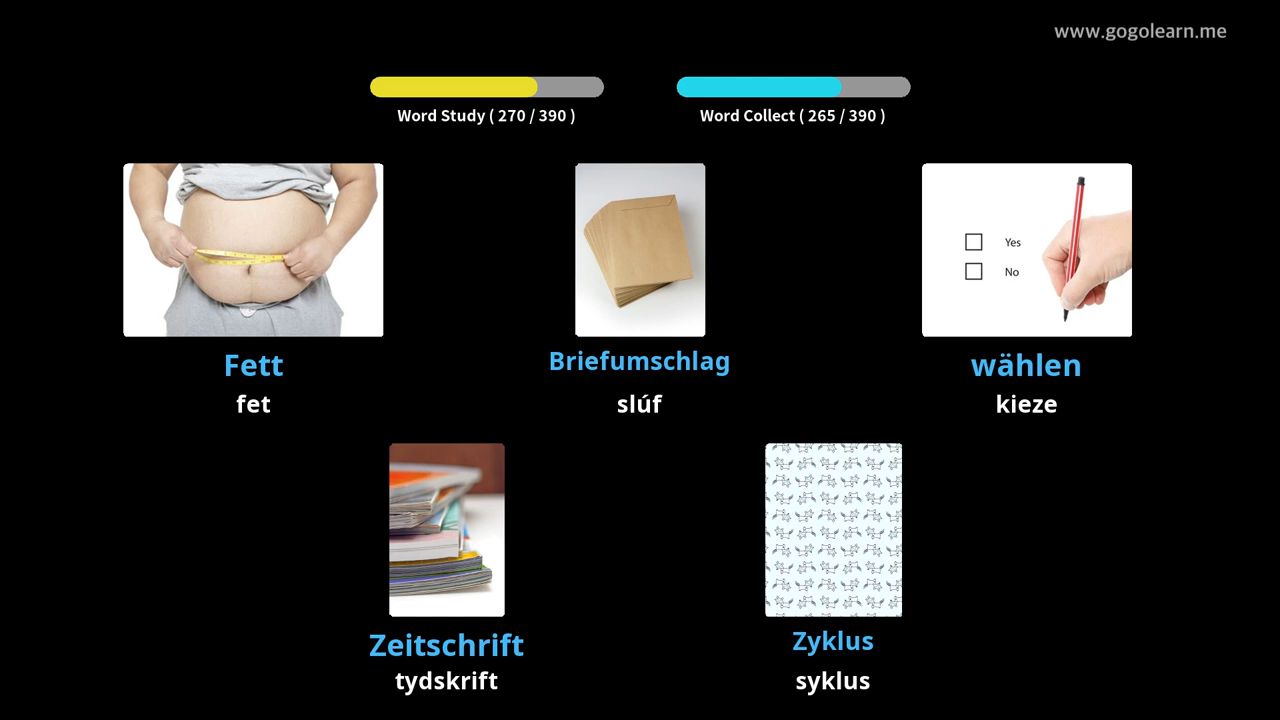 www.gogolearn.me
Word Study ( 270 / 390 )
Word Collect ( 265 / 390 )
Yes
No
Fett
fet
Briefumschlag
slúf
wählen
kieze
Zeitschrift
tydskrift
Zyklus
syklus